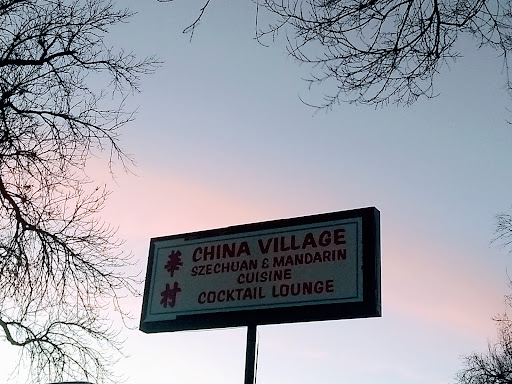 華 CHINA VILLAGE
SZECHUAN & MANDARIN
CUISINE
村 COCKTAIL LOUNGE